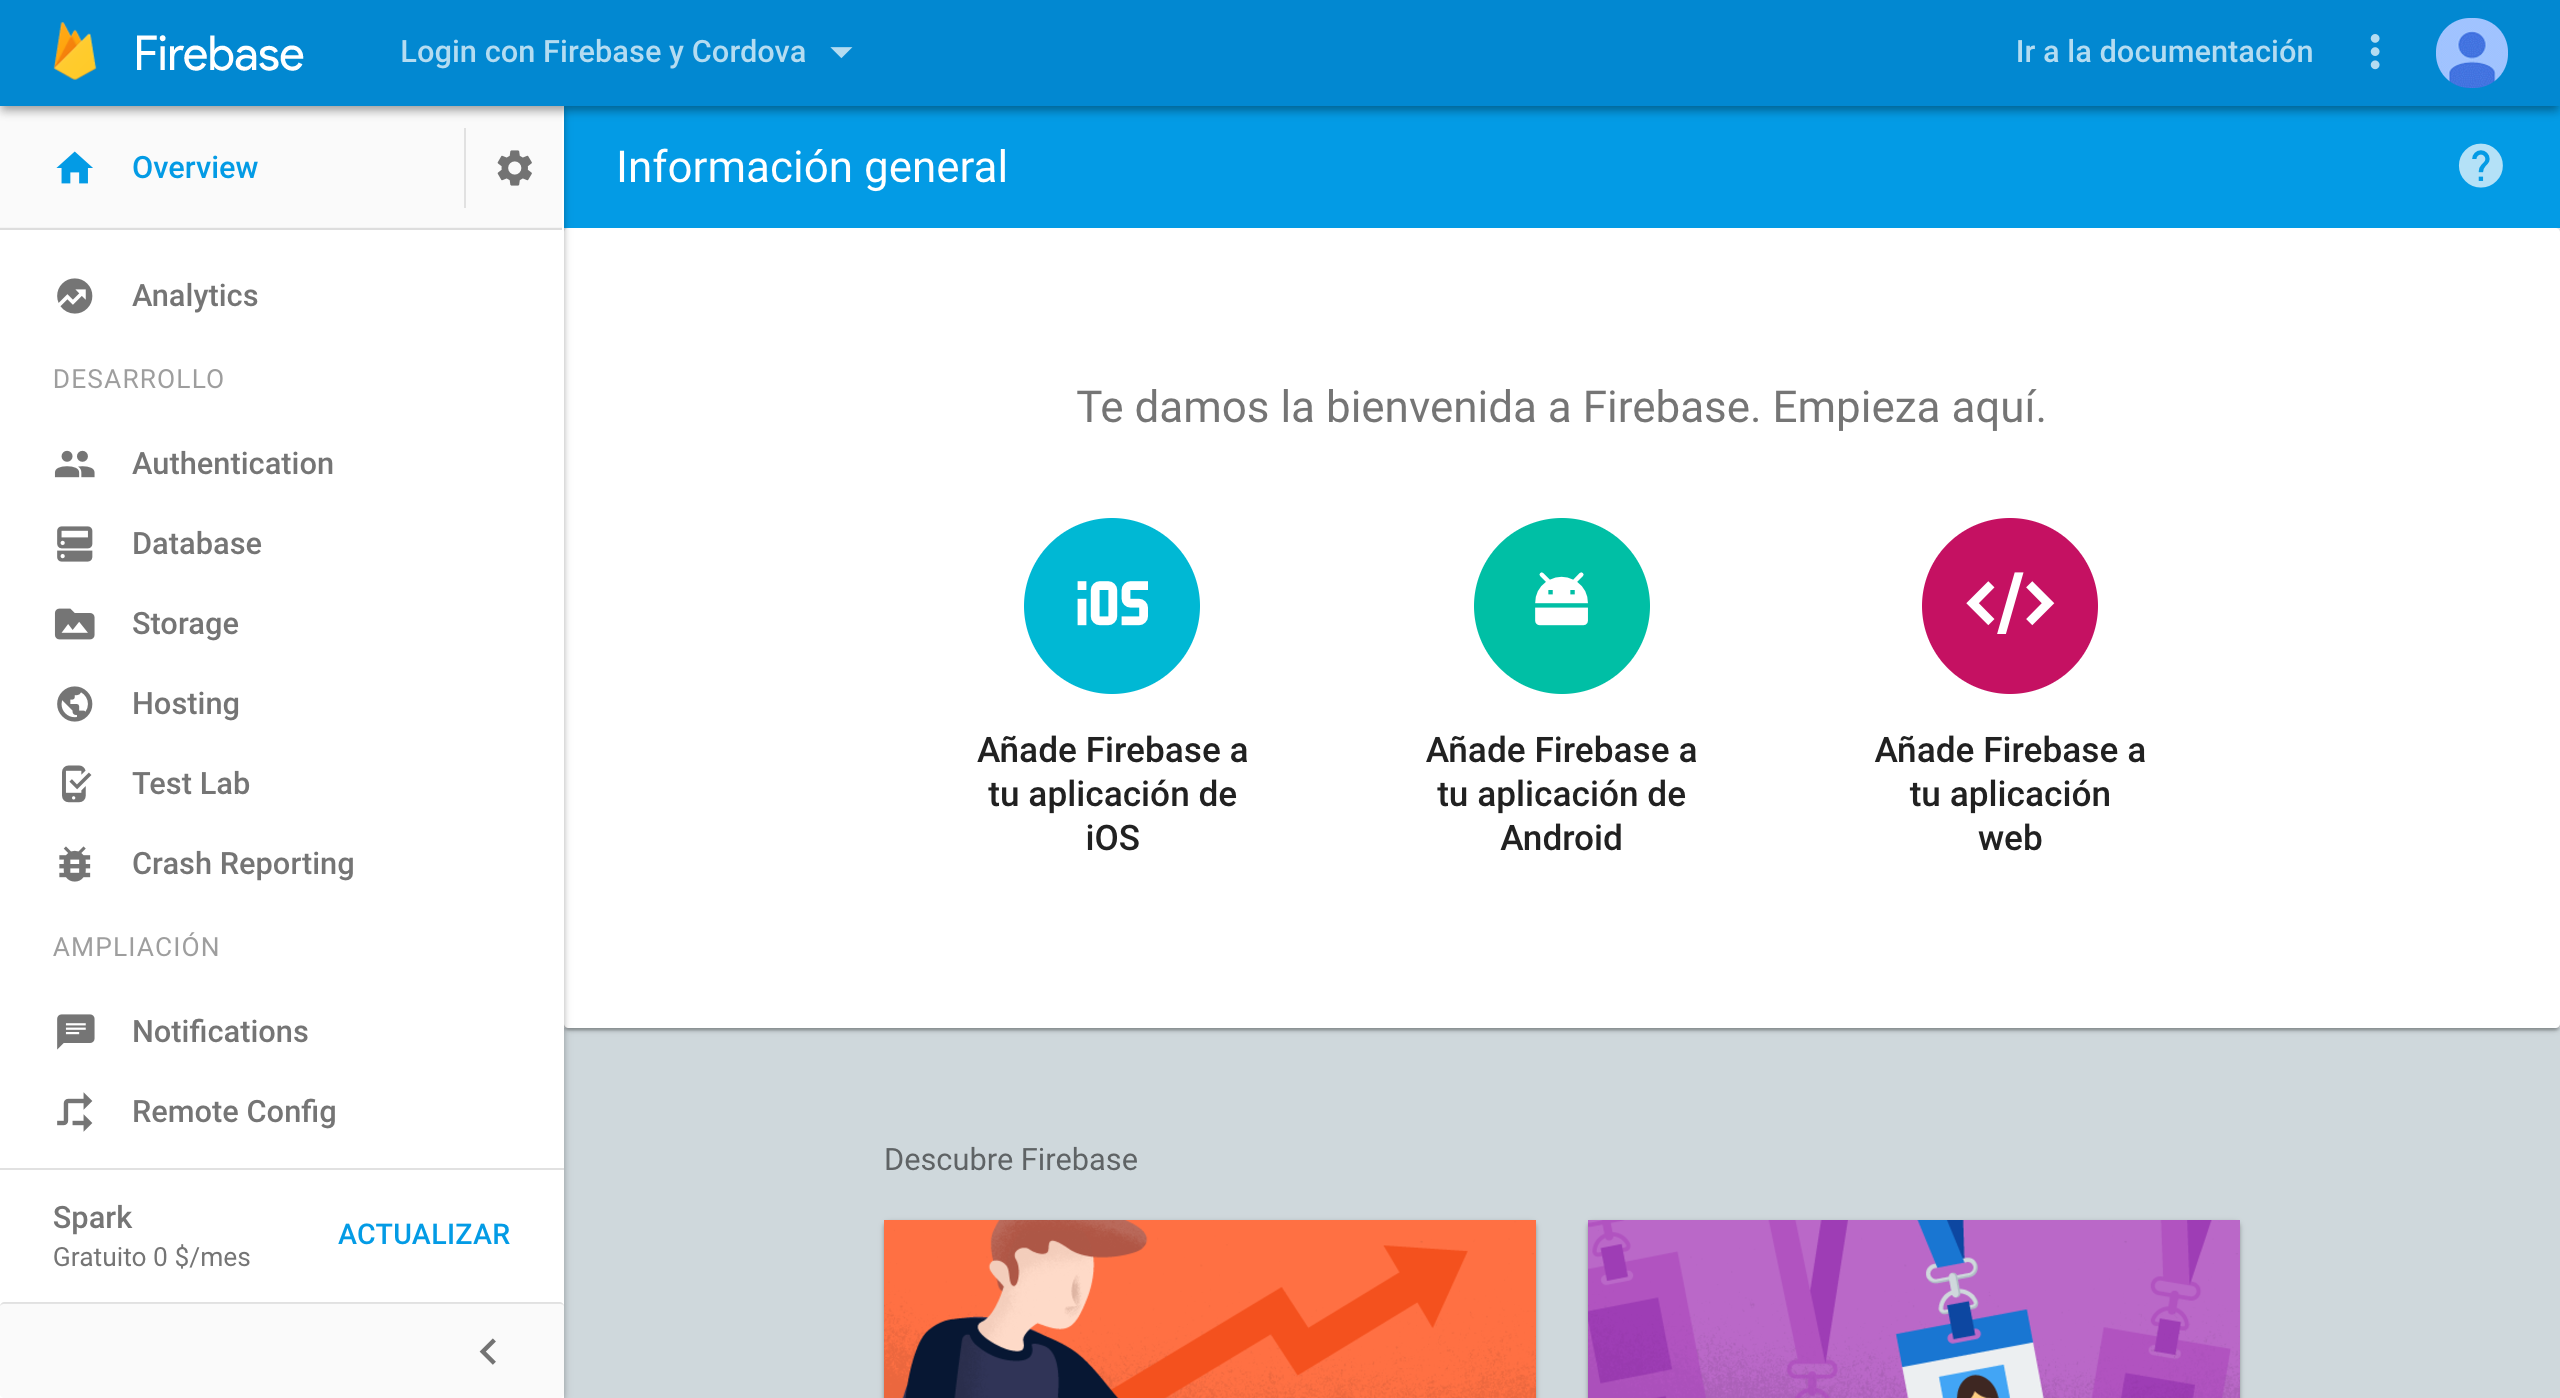 Firebase
Login con Firebase y Cordova
Ir a la documentación
Overview
Información general
?
Analytics
DESARROLLO
Authentication
Database
Storage
Hosting
Test Lab
Crash Reporting
AMPLIACIÓN
Notifications
Remote Config
Spark
Gratuito 0 $/mes
ACTUALIZAR
Te damos la bienvenida a Firebase. Empieza aquí.
iOS
</>
Añade Firebase a
tu aplicación de
iOS
Añade Firebase a
tu aplicación de
Android
Añade Firebase a
tu aplicación
web
Descubre Firebase